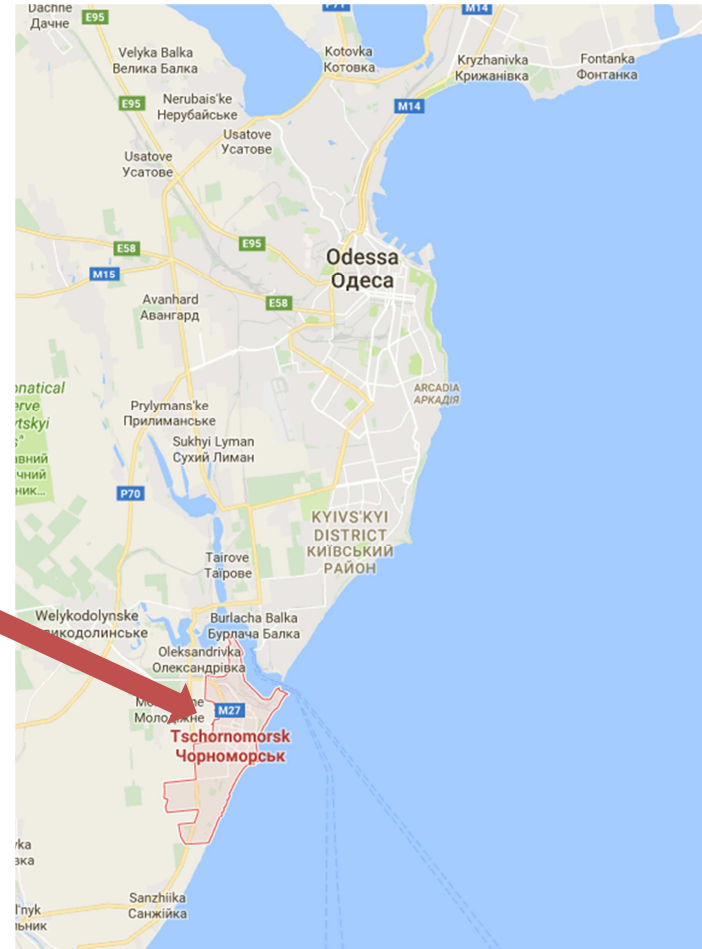 Dachne
Дачне
E95
P71
M14
Velyka Balka
Велика Балка
Kotovka
Котовка
Kryzhanivka
Крижанівка
Fontanka
Фонтанка
E95
Nerubais'ke
Нерубайське
M14
Usatove
Усатове
Usatove
Усатове
E58
E95
M15
Odessa
Одеса
Avanhard
Авангард
E58
ARCADIA
АРКАДІЯ
Prylymans'ke
Прилиманське
Sukhyi Lyman
Сухий Лиман
P70
KYIVS'KYI
DISTRICT
КИЇВСЬКИЙ
РАЙОН
Tairove
Таїрове
Welykodolynske
икодолинське
Burlacha Balka
Бурлача Балка
Oleksandrivka
Олександрівка
M27
Tschornomorsk
Чорноморськ
Sanzhiika
Санжійка